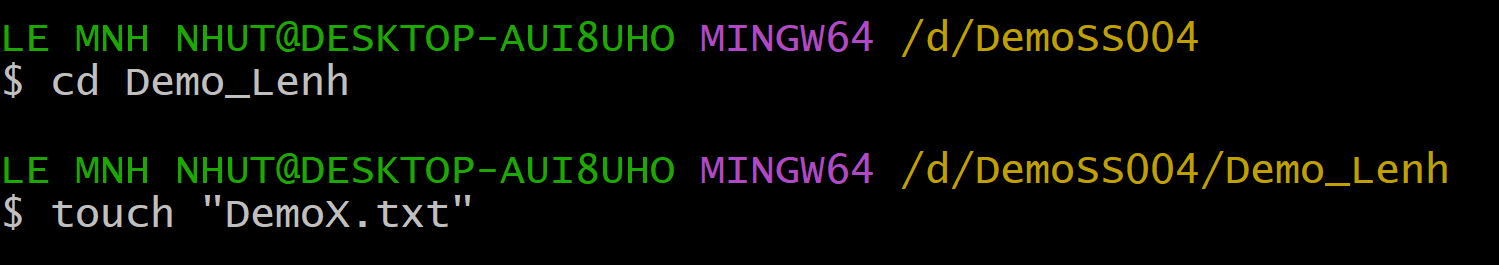 LE MNH NHUT@DESKTOP-AUI8UHO MINGW64 /d/DemoSS004
$ cd Demo_Lenh
LE MNH NHUT@DESKTOP-AUI8UHO MINGW64 /d/DemoSS004/Demo_Lenh
$ touch "DemoX.txt"